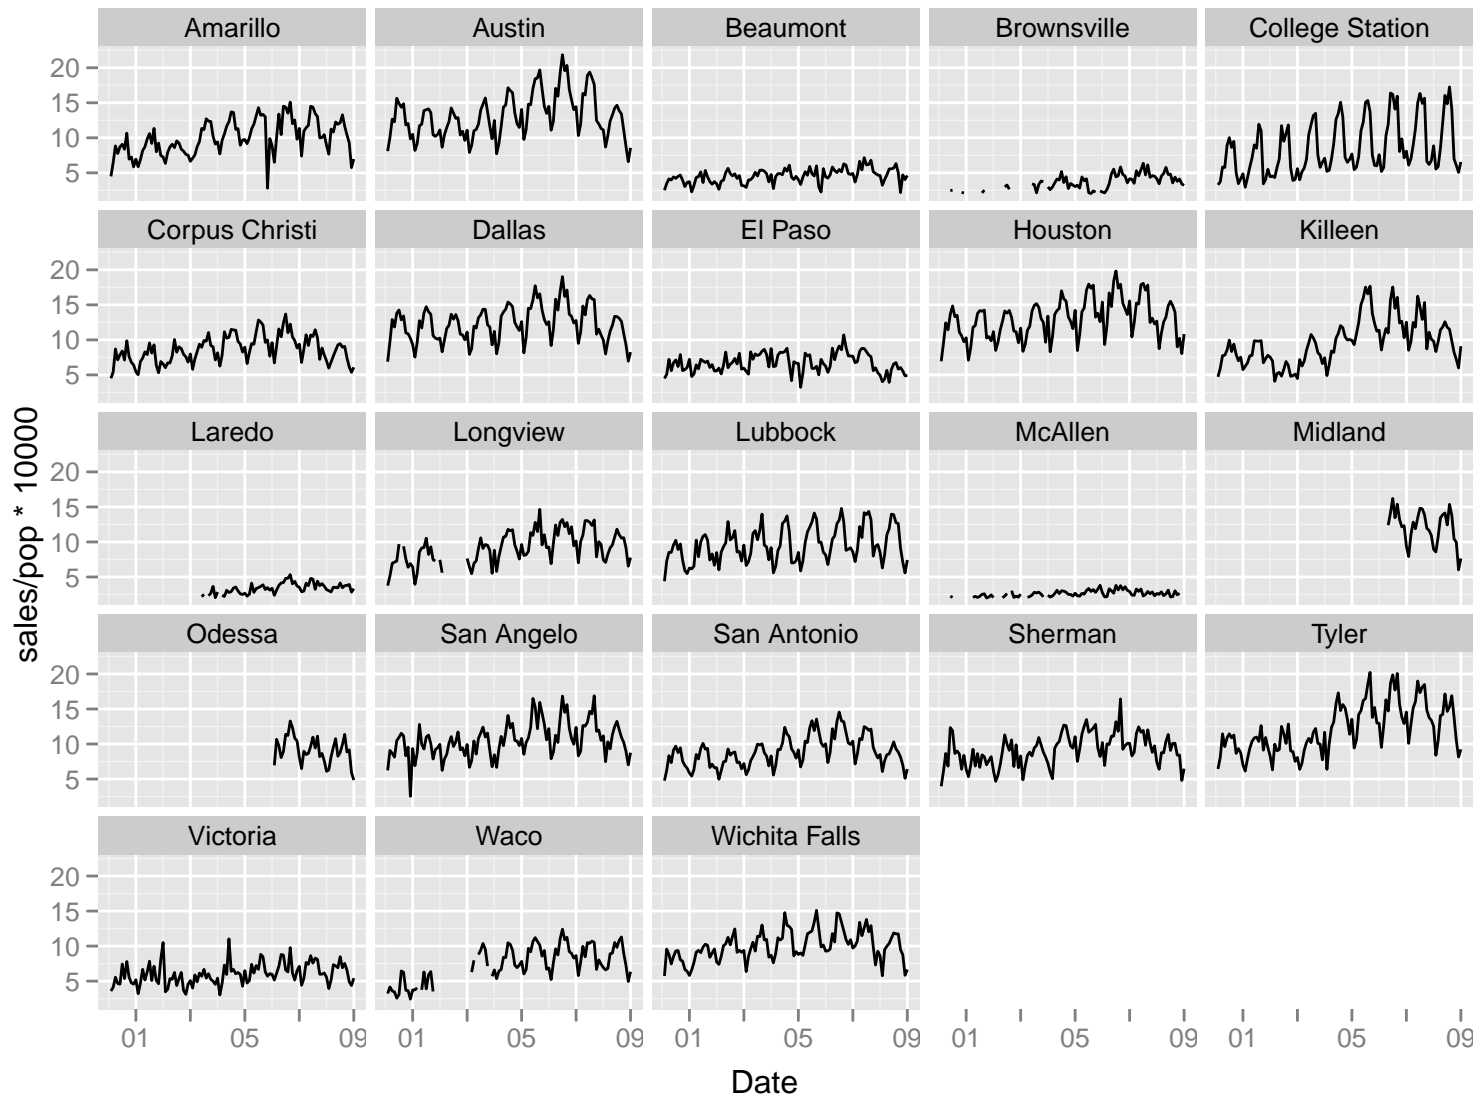 Amarillo Austin Beaumont Brownsville College Station
20
15
10
5
Corpus Christi Dallas El Paso Houston Killeen
20
15
10
5
Laredo Longview Lubbock McAllen Midland
20
15
10
5
Odessa San Angelo San Antonio Sherman Tyler
20
15
10
5
Victoria Waco Wichita Falls
20
15
10
5
01 05 09 01 05 09 01 05 09 01 05 09 01 05 09
Date
sales/pop * 10000